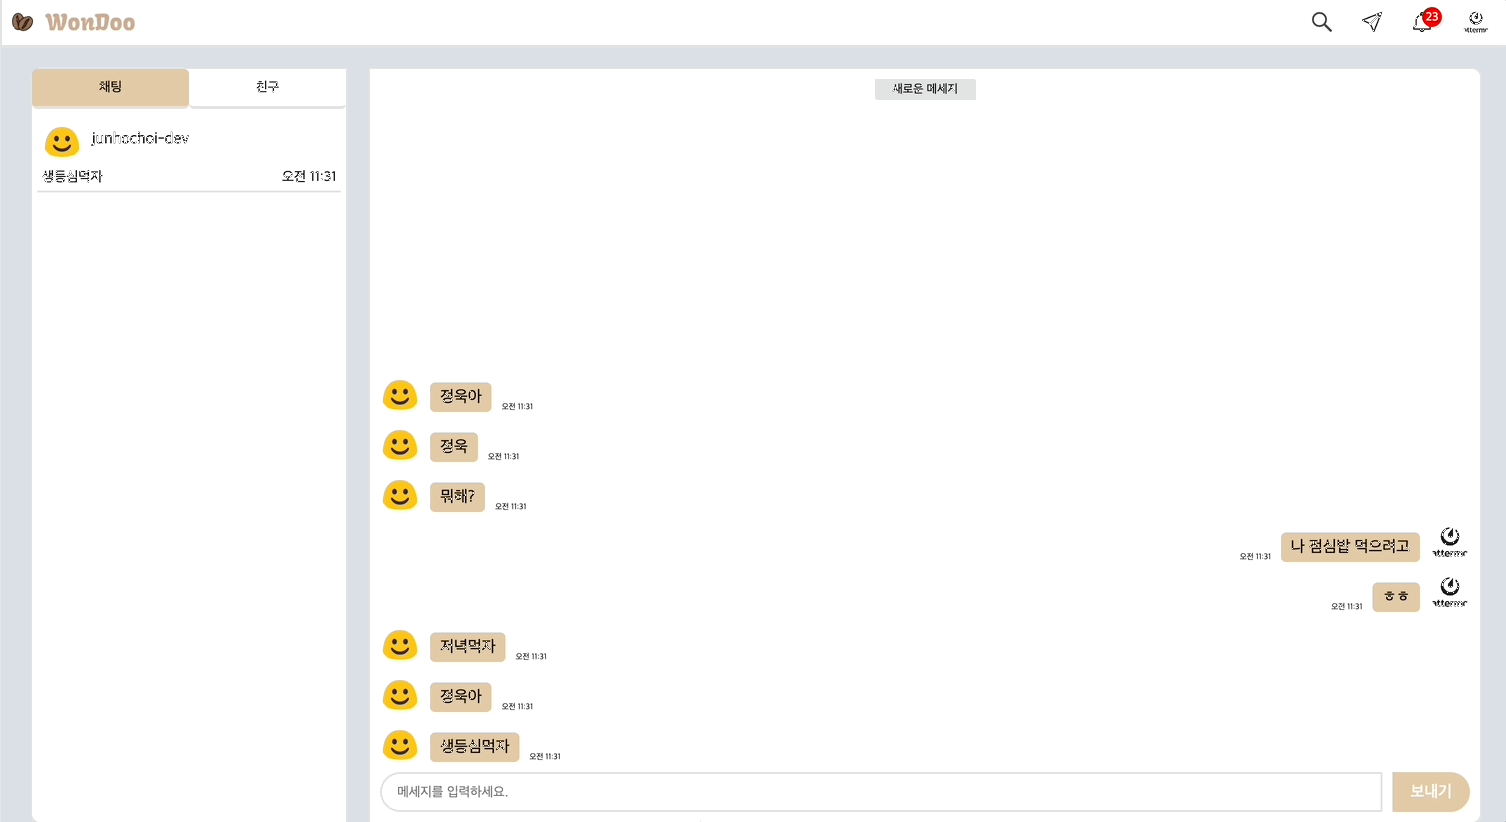 WonDoo
23
채팅
친구
junhochoi-dev
생등심먹자
오전 11:31
새로운 메세지
정욱아
오전 11:31
정욱
오전 11:31
뭐해?
오전 11:31
나 점심밥 먹으려고
오전 11:31
ㅎㅎ
오전 11:31
저녁먹자
오전 11:31
정욱아
오전 11:31
생등심먹자
오전 11:31
메세지를 입력하세요.
보내기